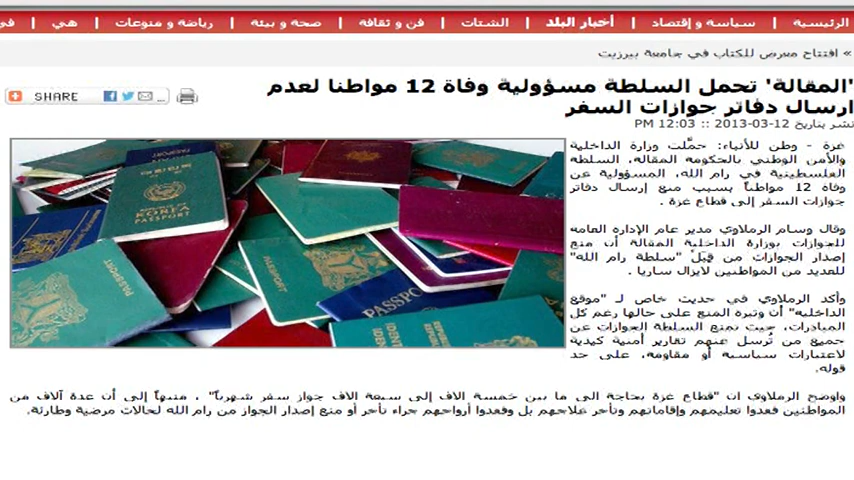 الرئيسية | سياسة و إقتصاد | أخبار البلد | الشتات | فن و ثقافة | صحة و بيئة | رياضة و منوعات | هي | في
» افتتاح معرض للكتاب في جامعة بيرزيت
'المقالة' تحمل السلطة مسؤولية وفاة 12 مواطنا لعدم
ارسال دفاتر جوازات السفر
SHARE
نشر بتاريخ 12-03-2013 :: 12:03 PM
غزة - وطن للأنباء: حمَّلت وزارة الداخلية
والأمن الوطني بالحكومة المقالة، السلطة
الفلسطينية في رام الله، المسؤولية عن
وفاة 12 مواطناً بسبب منع إرسال دفاتر
جوازات السفر إلى قطاع غزة .
وقال وسام الرملاوي مدير عام الإدارة العامة
للجوازات بوزارة الداخلية المقالة أن منع
إصدار الجوازات من قِبَلْ "سلطة رام الله"
للعديد من المواطنين لايزال ساريا .
وأكد الرملاوي في حديث خاص لـ "موقع
الداخلية" أن وتيرة المنع على حالها رغم كل
المبادرات، حيث تمنع السلطة الجوازات عن
جميع من تُرسل عنهم تقارير أمنية كيدية
لاعتبارات سياسية أو مقاومة، على حد
قوله.
واوضح الرملاوي ان "قطاع غزة بحاجة الى ما بين خمسة الاف إلى سبعة الاف جواز سفر شهرياً" ، منبهاً إلى أن عدة آلاف من
المواطنين فقدوا تعليمهم وإقاماتهم وتأخر علاجهم بل وفقدوا أرواحهم جراء تأخر أو منع إصدار الجواز من رام الله لحالات مرضية وطارئة.
KOREA
PASSPORT
PASSPORT
PASSPORT